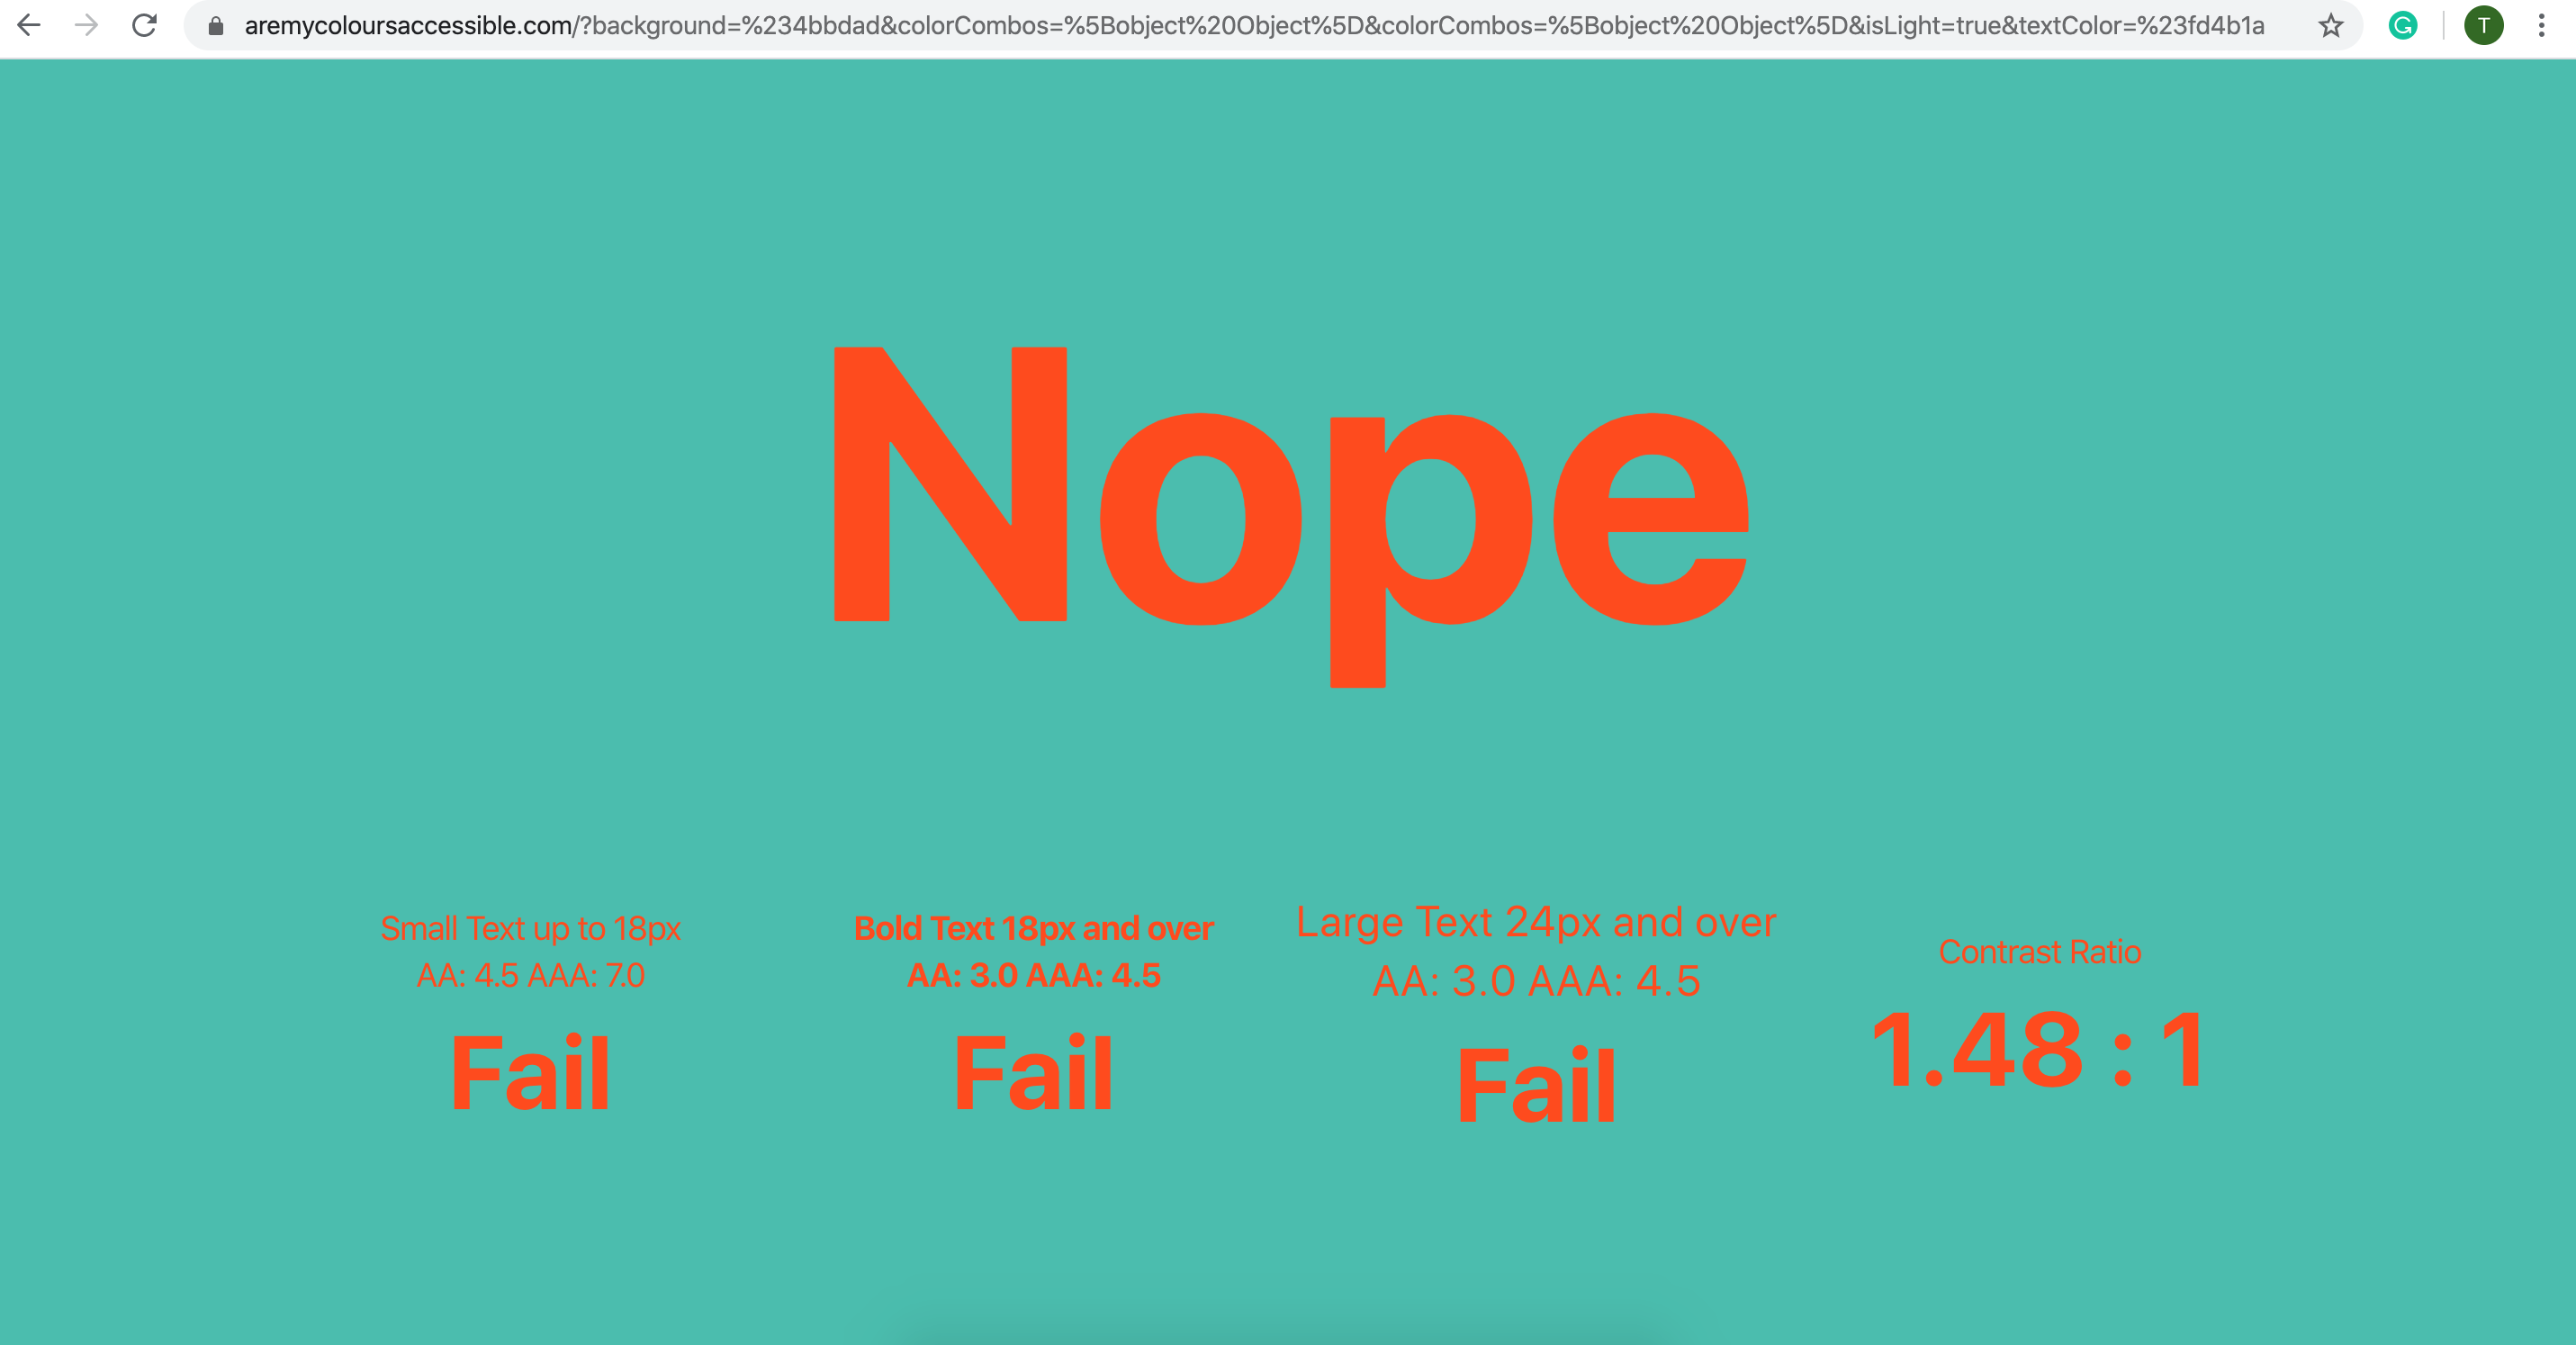 aremycoloursaccessible.com/?background=%234bbdad&colorCombos=%5Bobject%20Object%5D&colorCombos=%5Bobject%20Object%5D&isLight=true&textColor=%23fd4b1a
G
T
Nope
Small Text up to 18px
AA: 4.5 AAA: 7.0
Fail
Bold Text 18px and over
AA: 3.0 AAA: 4.5
Fail
Large Text 24px and over
AA: 3.0 AAA: 4.5
Fail
Contrast Ratio
1.48 : 1